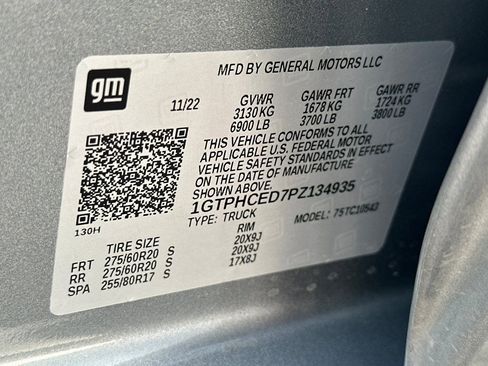 gm
MFD BY GENERAL MOTORS LLC
11/22 GVWR GAWR FRT GAWR RR
3130 KG 1678 KG 1724 KG
6900 LB 3700 LB 3800 LB
THIS VEHICLE CONFORMS TO ALL
APPLICABLE U.S. FEDERAL MOTOR
VEHICLE SAFETY STANDARDS IN EFFECT
ON THE DATE OF MANUFACTURE
SHOWN ABOVE.
1GTPHCED7PZ134935
TYPE: TRUCK MODEL: 75TC10543
130H
TIRE SIZE RIM
FRT 275/60R20 S 20X9J
RR 275/60R20 S 20X9J
SPA 255/80R17 S 17X8J